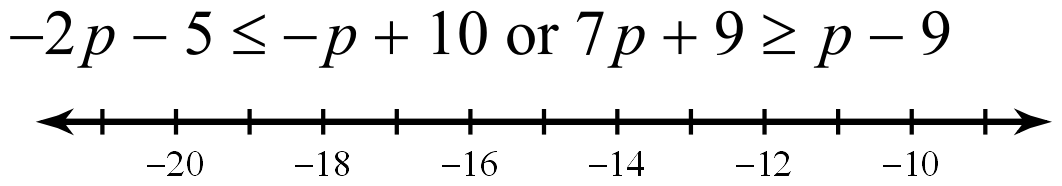 −2p − 5 ≤ −p + 10 or 7p + 9 ≥ p − 9
−20 −18 −16 −14 −12 −10